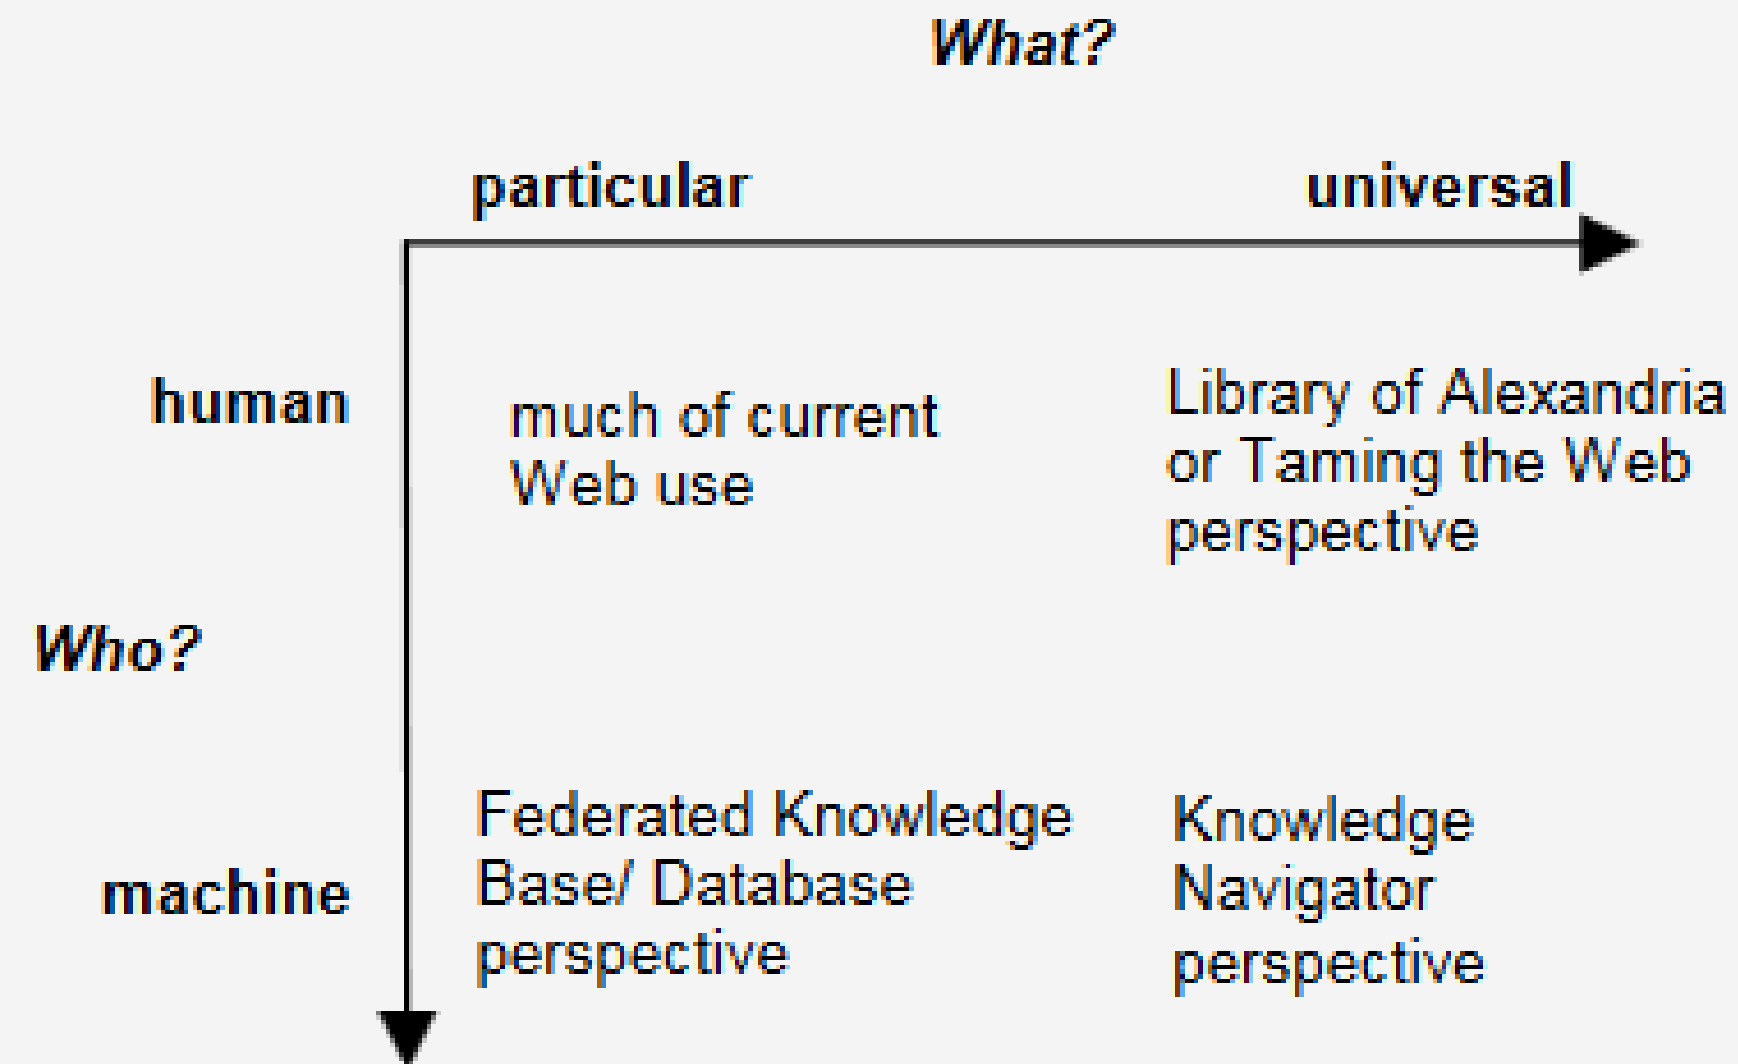 What?
particular universal
human
much of current
Web use
Library of Alexandria
or Taming the Web
perspective
Who?
machine
Federated Knowledge
Base/ Database
perspective
Knowledge
Navigator
perspective